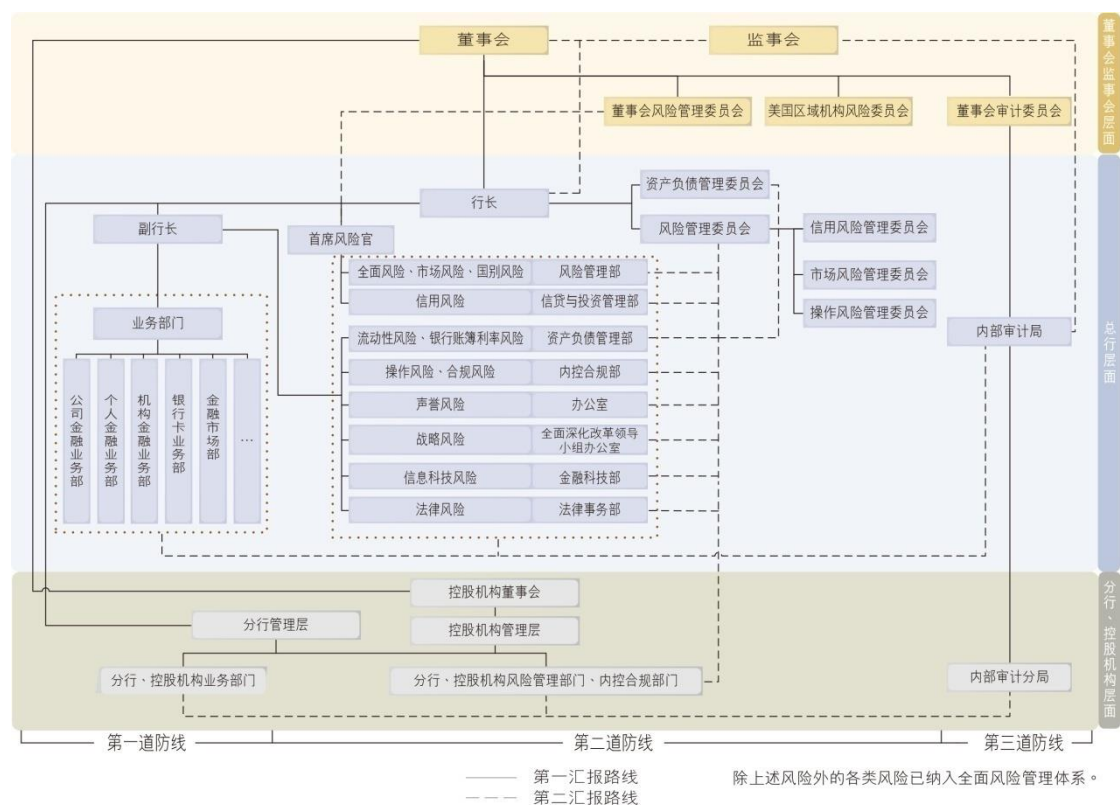 董事会
监事会
董事会风险管理委员会
美国区域机构风险委员会
董事会审计委员会
董事会监事会层面
行长
资产负债管理委员会
副行长
首席风险官
风险管理委员会
信用风险管理委员会
全面风险、市场风险、国别风险
风险管理部
市场风险管理委员会
信用风险
信贷与投资管理部
操作风险管理委员会
业务部门
流动性风险、银行账簿利率风险
资产负债管理部
内部审计局
操作风险、合规风险
内控合规部
声誉风险
办公室
战略风险
全面深化改革领导
小组办公室
信息科技风险
金融科技部
法律风险
法律事务部
公司金融业务部
个人金融业务部
机构金融业务部
银行卡业务部
金融市场部
…
总行层面
控股机构董事会
分行管理层
控股机构管理层
分行、控股机构业务部门
分行、控股机构风险管理部门、内控合规部门
内部审计分局
分行、控股机构层面
第一道防线
第二道防线
第三道防线
第一汇报路线
第二汇报路线
除上述风险外的各类风险已纳入全面风险管理体系。